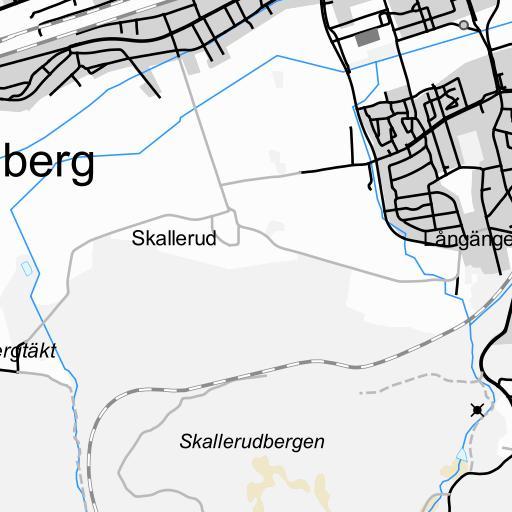 berg
Skallerud
Långänge
ergtäkt
Skallerudbergen